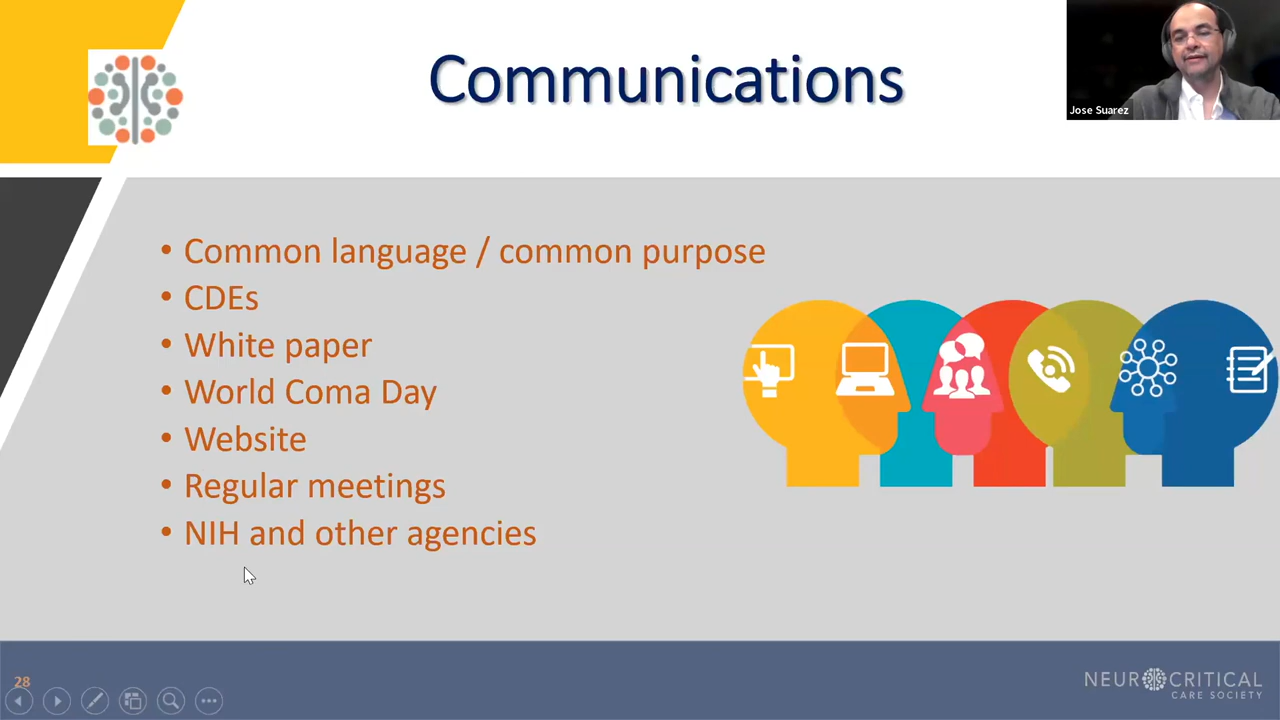 Communications
Jose Suarez
• Common language / common purpose
• CDEs
• White paper
• World Coma Day
• Website
• Regular meetings
• NIH and other agencies
28
NEUROCRITICAL
CARE SOCIETY